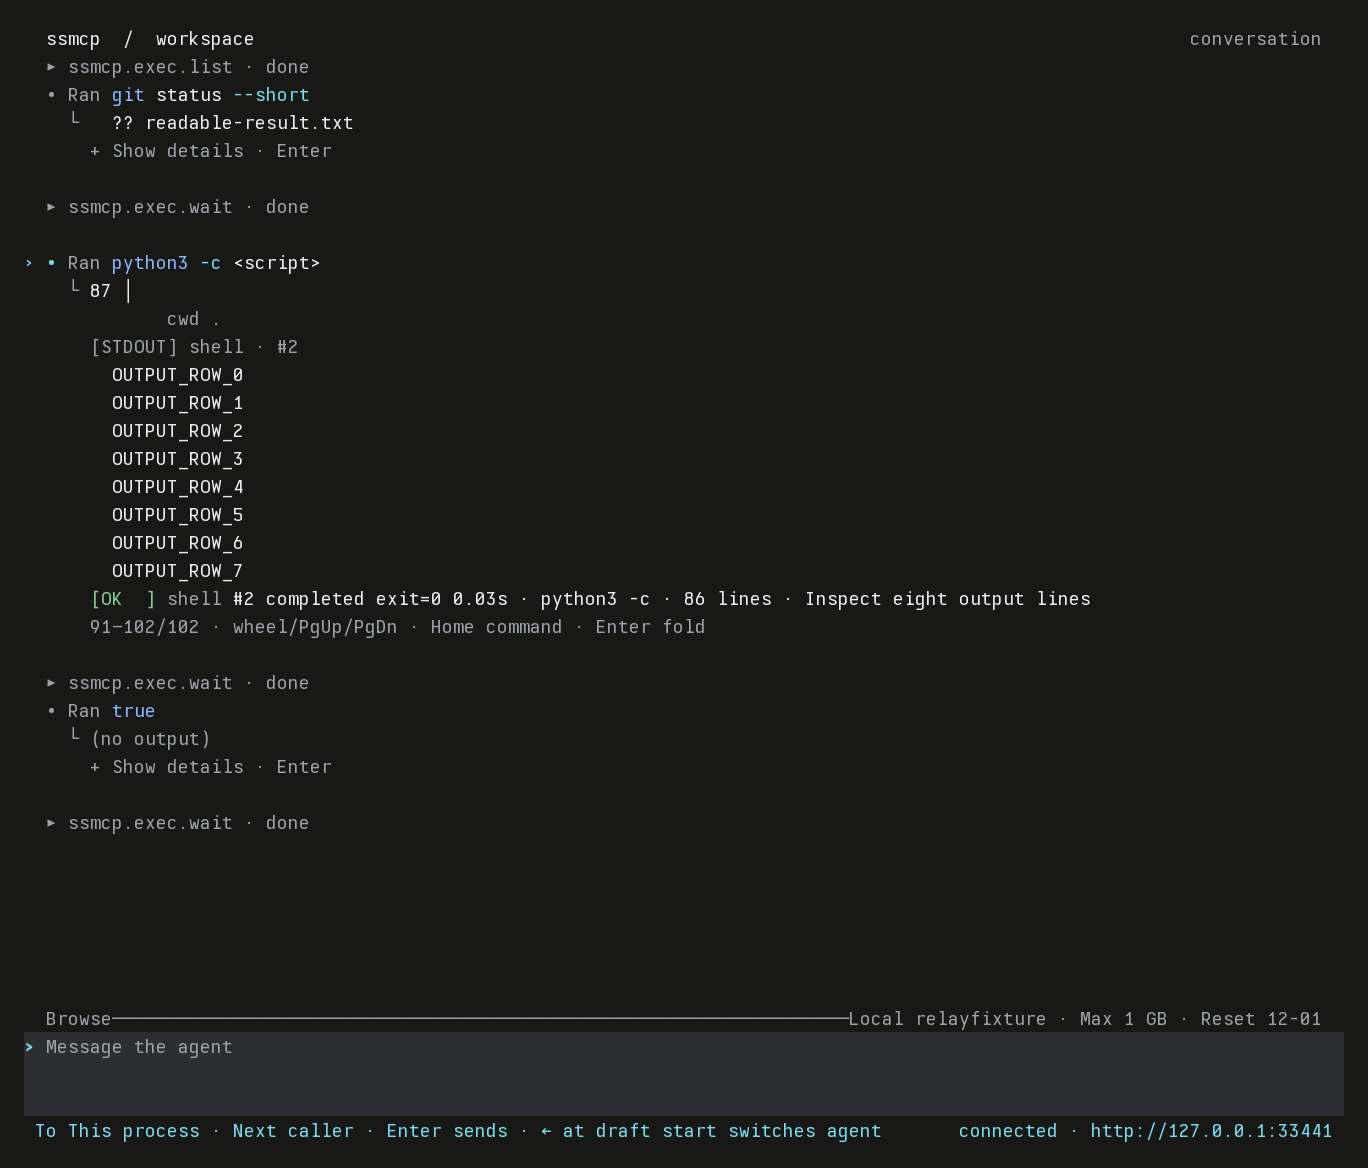 ssmcp / workspace conversation
▸ ssmcp.exec.list · done
• Ran git status --short
└ ?? readable-result.txt
+ Show details · Enter
▸ ssmcp.exec.wait · done
› • Ran python3 -c <script>
└ 87 │
cwd .
[STDOUT] shell · #2
OUTPUT_ROW_0
OUTPUT_ROW_1
OUTPUT_ROW_2
OUTPUT_ROW_3
OUTPUT_ROW_4
OUTPUT_ROW_5
OUTPUT_ROW_6
OUTPUT_ROW_7
[OK  ] shell #2 completed exit=0 0.03s · python3 -c · 86 lines · Inspect eight output lines
91–102/102 · wheel/PgUp/PgDn · Home command · Enter fold
▸ ssmcp.exec.wait · done
• Ran true
└ (no output)
+ Show details · Enter
▸ ssmcp.exec.wait · done
Browse Local relayfixture · Max 1 GB · Reset 12-01
› Message the agent
To This process · Next caller · Enter sends · ← at draft start switches agent connected · http://127.0.0.1:33441